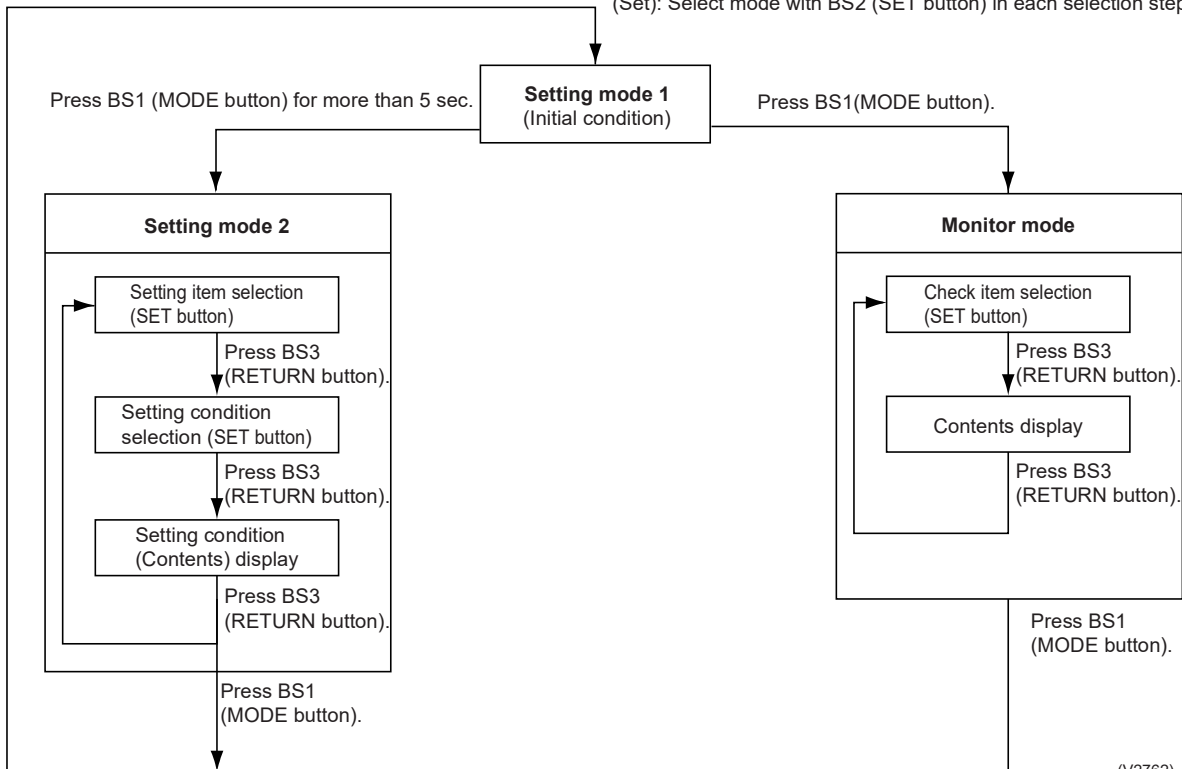 (Set): Select mode with BS2 (SET button) in each selection step
Setting mode 1
(Initial condition)
Press BS1 (MODE button) for more than 5 sec.
Press BS1(MODE button).
Setting mode 2
Setting item selection
(SET button)
Press BS3
(RETURN button).
Setting condition
selection (SET button)
Press BS3
(RETURN button).
Setting condition
(Contents) display
Press BS3
(RETURN button).
Press BS1
(MODE button).
Monitor mode
Check item selection
(SET button)
Press BS3
(RETURN button).
Contents display
Press BS3
(RETURN button).
Press BS1
(MODE button).
(V2762)